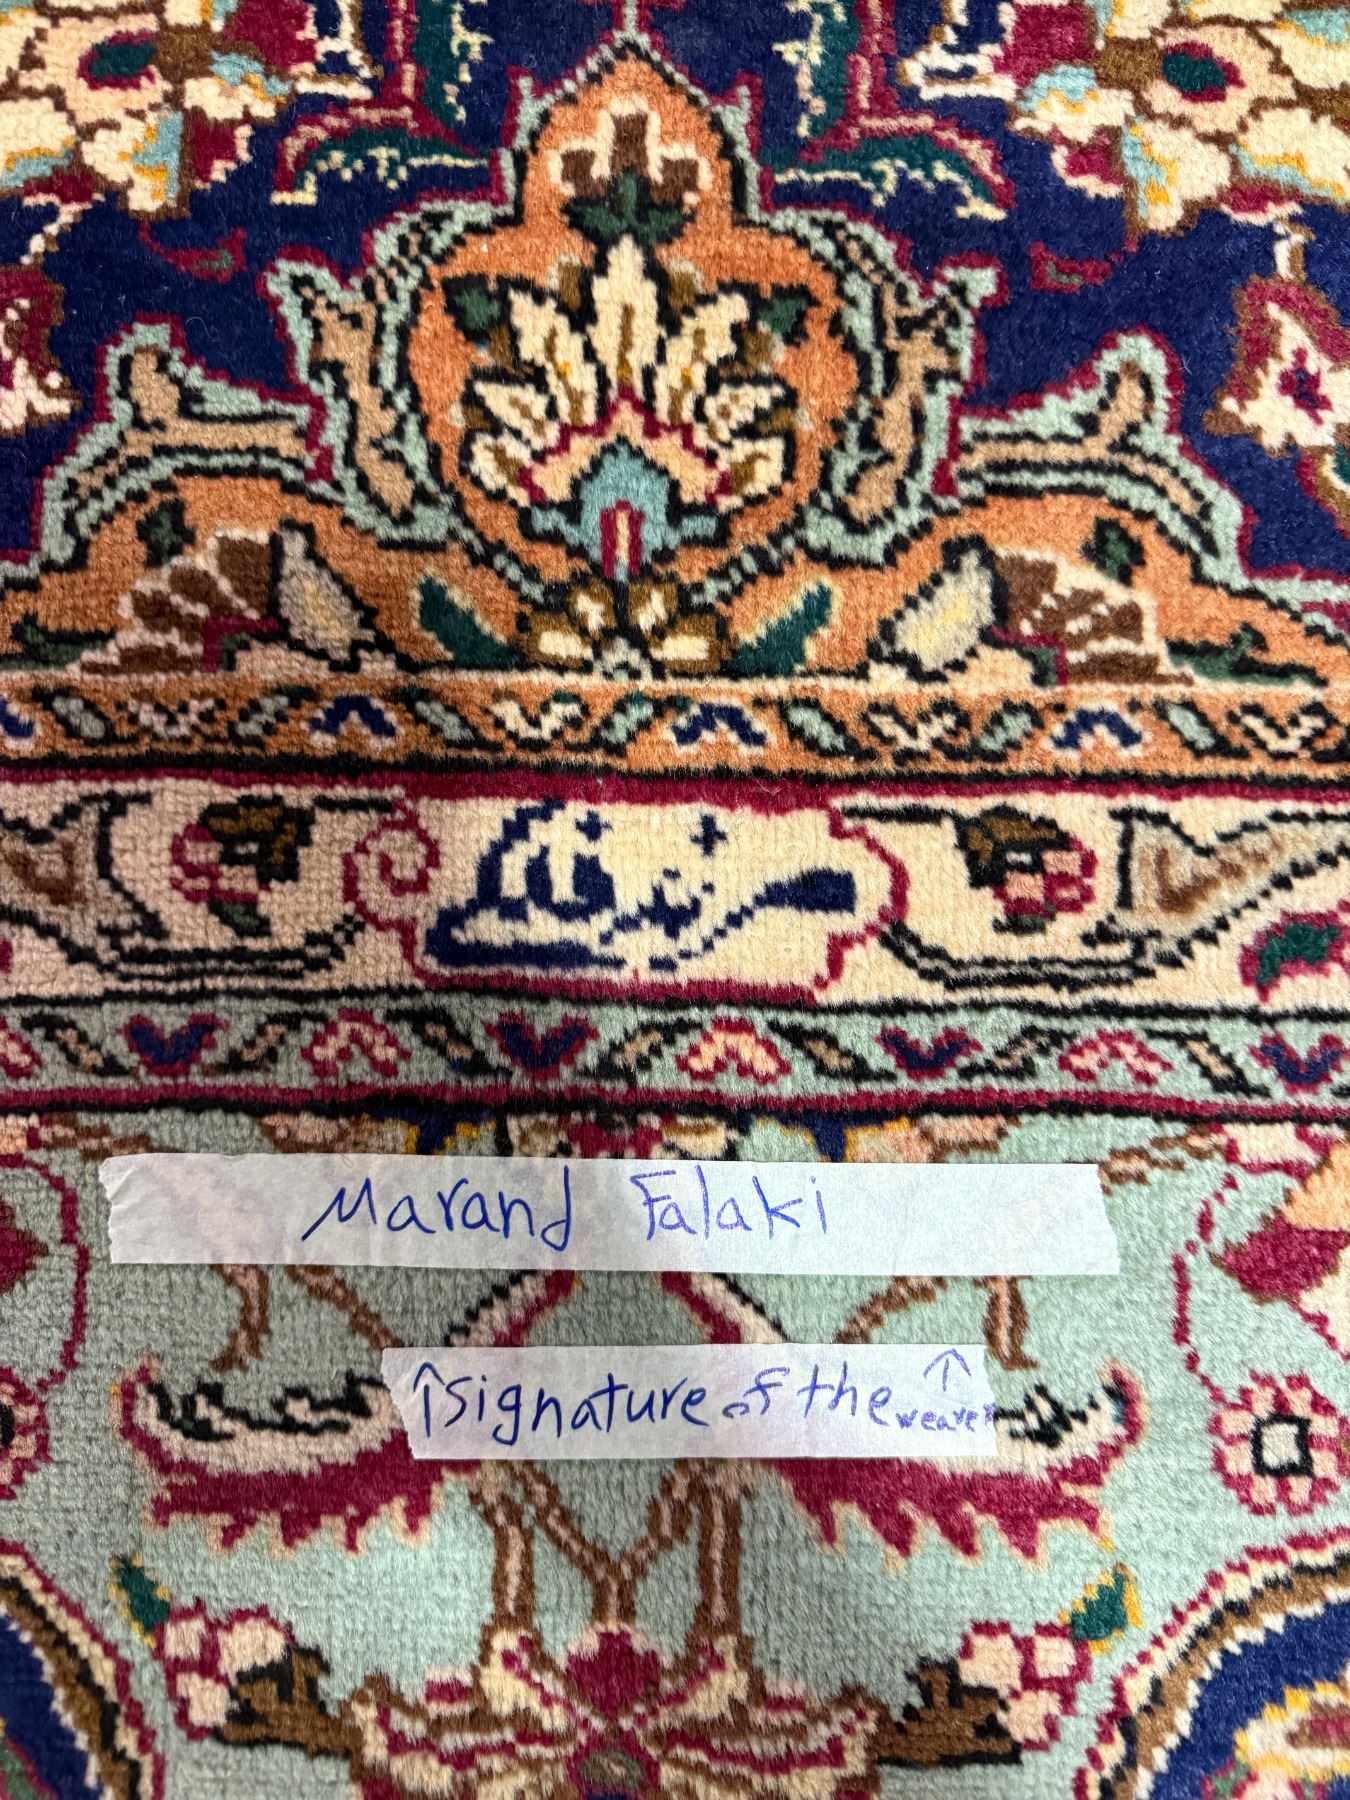 Marand Falaki
↑signature of the weaver↑